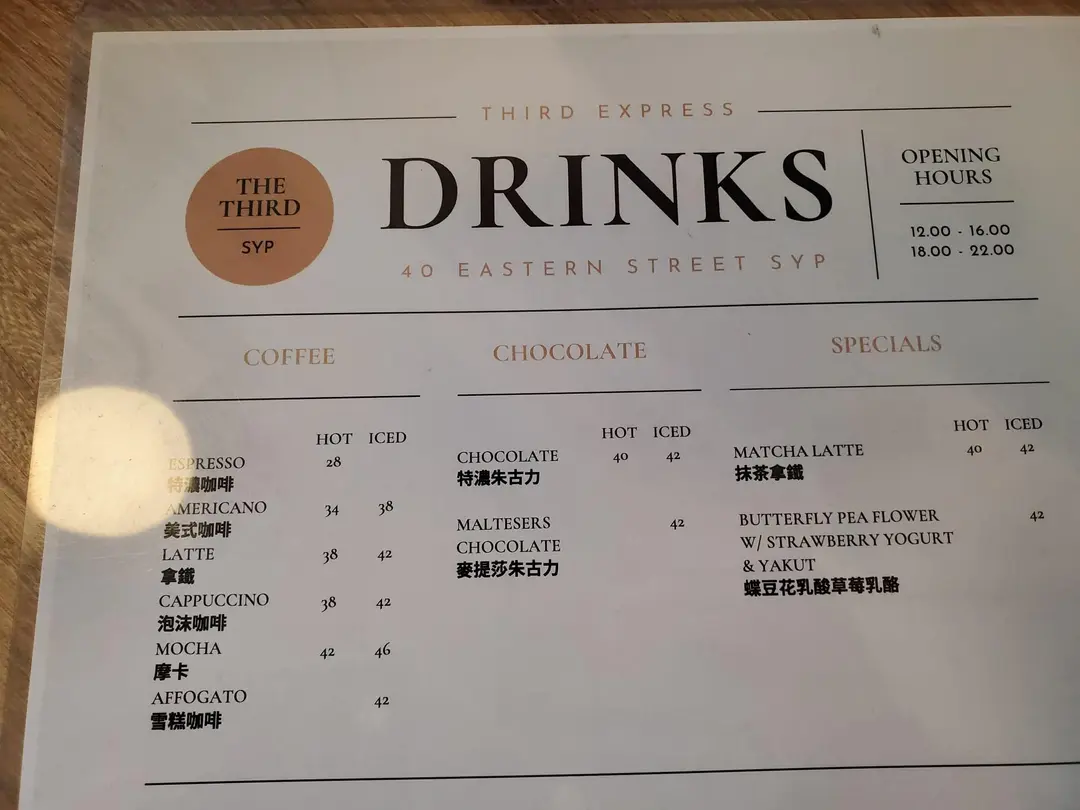 THIRD EXPRESS
THE THIRD
SYP
DRINKS
40 EASTERN STREET SYP
OPENING
HOURS
12.00 - 16.00
18.00 - 22.00
COFFEE
HOT ICED
ESPRESSO 28
特濃咖啡
AMERICANO 34 38
美式咖啡
LATTE 38 42
拿鐵
CAPPUCCINO 38 42
泡沫咖啡
MOCHA 42 46
摩卡
AFFOGATO 42
雪糕咖啡
CHOCOLATE
HOT ICED
CHOCOLATE 40 42
特濃朱古力
MALTESERS 42
CHOCOLATE
麥提莎朱古力
SPECIALS
HOT ICED
MATCHA LATTE 40 42
抹茶拿鐵
BUTTERFLY PEA FLOWER 42
W/ STRAWBERRY YOGURT
& YAKUT
蝶豆花乳酸草莓乳酪